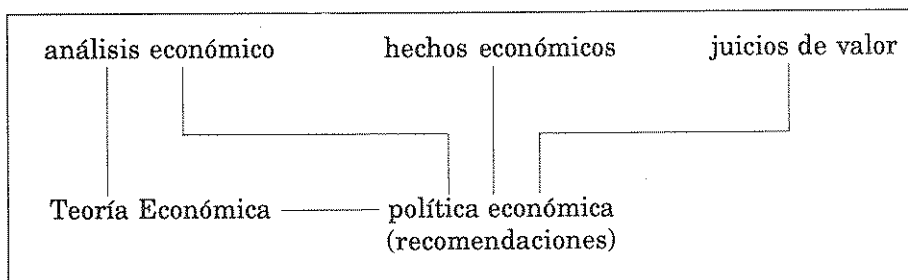 análisis económico
hechos económicos
juicios de valor
Teoría Económica
política económica
(recomendaciones)